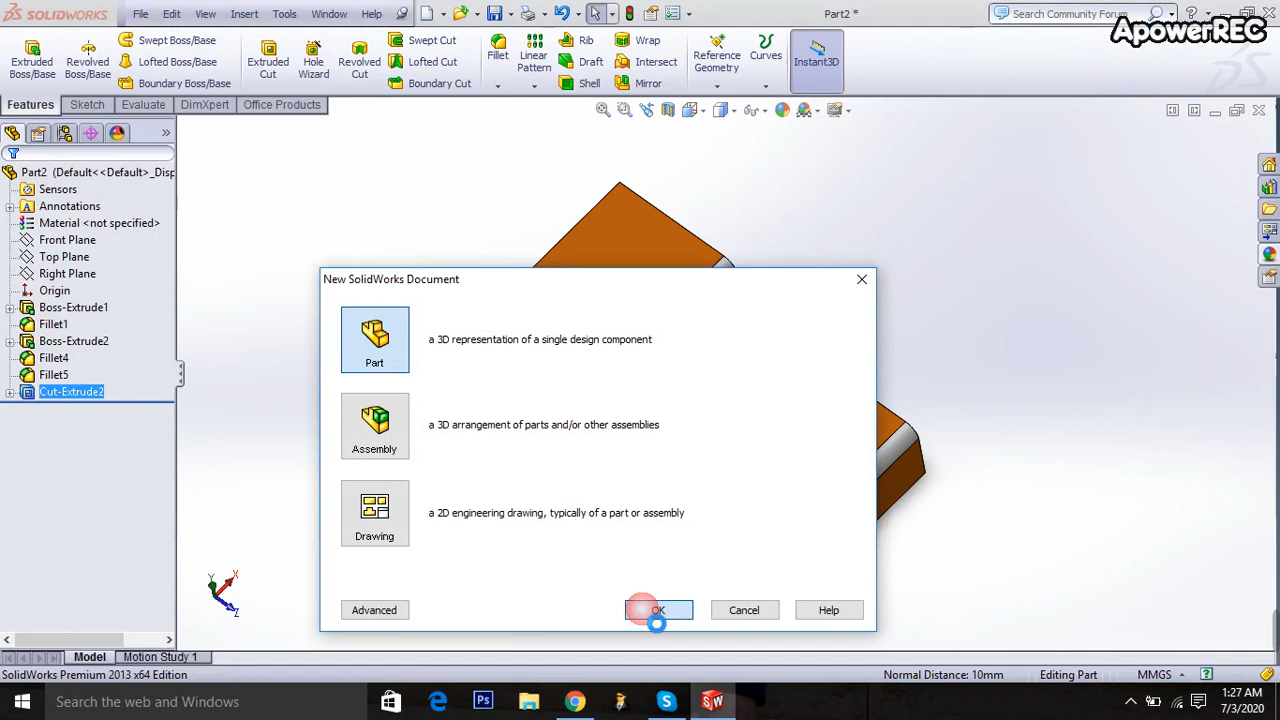 SOLIDWORKS File Edit View Insert Tools Window Help Part2 * Search Community Forum
ApowerREC
Extruded Boss/Base
Revolved Boss/Base
Swept Boss/Base
Lofted Boss/Base
Boundary Boss/Base
Extruded Cut
Hole Wizard
Revolved Cut
Swept Cut
Lofted Cut
Boundary Cut
Fillet
Linear Pattern
Rib
Draft
Shell
Wrap
Intersect
Mirror
Reference Geometry
Curves
Instant3D
Features Sketch Evaluate DimXpert Office Products
Part2 (Default<<Default>_Disp
Sensors
Annotations
Material <not specified>
Front Plane
Top Plane
Right Plane
Origin
Boss-Extrude1
Fillet1
Boss-Extrude2
Fillet4
Fillet5
Cut-Extrude2
New SolidWorks Document
Part
a 3D representation of a single design component
Assembly
a 3D arrangement of parts and/or other assemblies
Drawing
a 2D engineering drawing, typically of a part or assembly
Advanced OK Cancel Help
Y X Z
Model Motion Study 1
SolidWorks Premium 2013 x64 Edition Normal Distance: 10mm Editing Part MMGS
Search the web and Windows
1:27 AM
7/3/2020